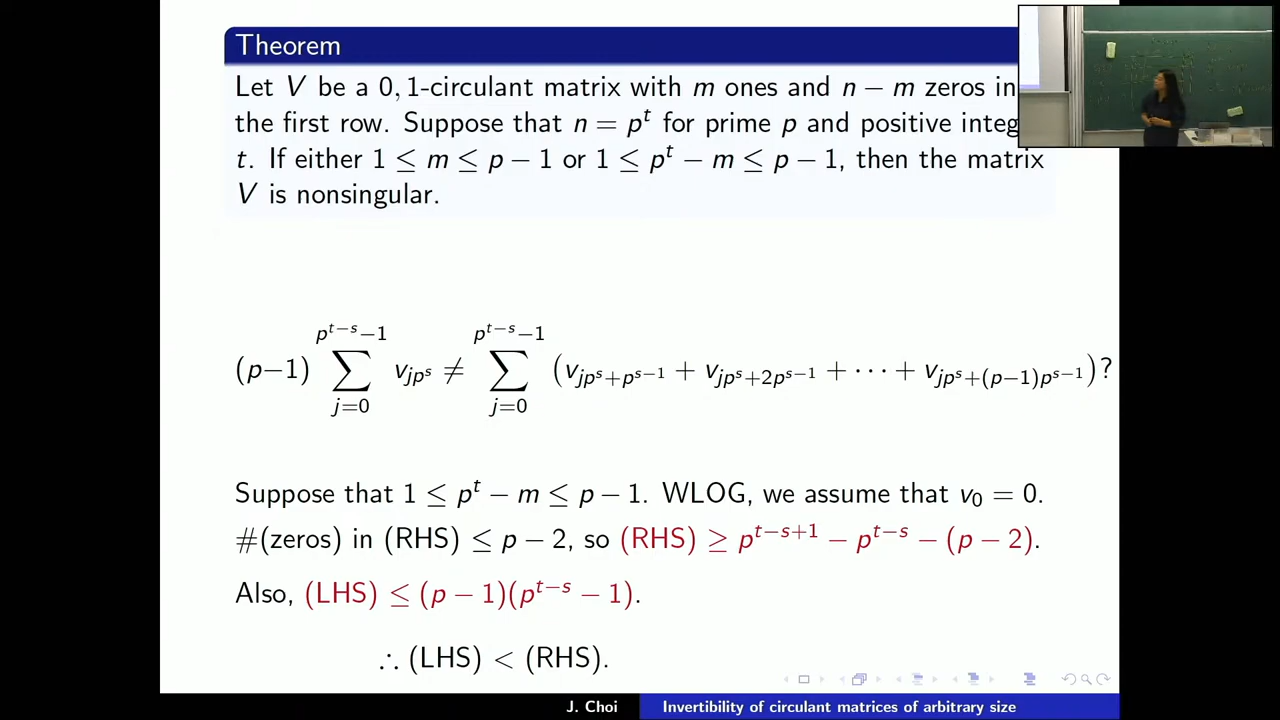 Theorem
Let V be a 0, 1-circulant matrix with m ones and n − m zeros in
the first row. Suppose that n = p^t for prime p and positive integ
t. If either 1 ≤ m ≤ p − 1 or 1 ≤ p^t − m ≤ p − 1, then the matrix
V is nonsingular.
(p−1) ∑_{j=0}^{p^{t−s}−1} v_{jp^s} ≠ ∑_{j=0}^{p^{t−s}−1} (v_{jp^s+p^{s−1}} + v_{jp^s+2p^{s−1}} + ⋯ + v_{jp^s+(p−1)p^{s−1}})?
Suppose that 1 ≤ p^t − m ≤ p − 1. WLOG, we assume that v_0 = 0.
#(zeros) in (RHS) ≤ p − 2, so (RHS) ≥ p^{t−s+1} − p^{t−s} − (p − 2).
Also, (LHS) ≤ (p − 1)(p^{t−s} − 1).
∴ (LHS) < (RHS).
J. Choi Invertibility of circulant matrices of arbitrary size